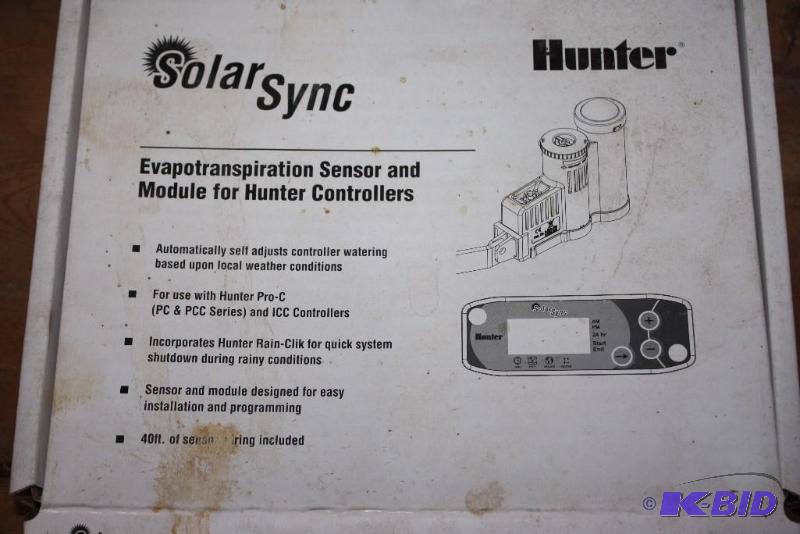 Solar Sync
Hunter®
Evapotranspiration Sensor and
Module for Hunter Controllers
■ Automatically self adjusts controller watering
based upon local weather conditions
■ For use with Hunter Pro-C
(PC & PCC Series) and ICC Controllers
■ Incorporates Hunter Rain-Clik for quick system
shutdown during rainy conditions
■ Sensor and module designed for easy
installation and programming
■ 40ft. of included
Solar Sync
Hunter
AM
PM
24 hr
Start
End
© K-BID